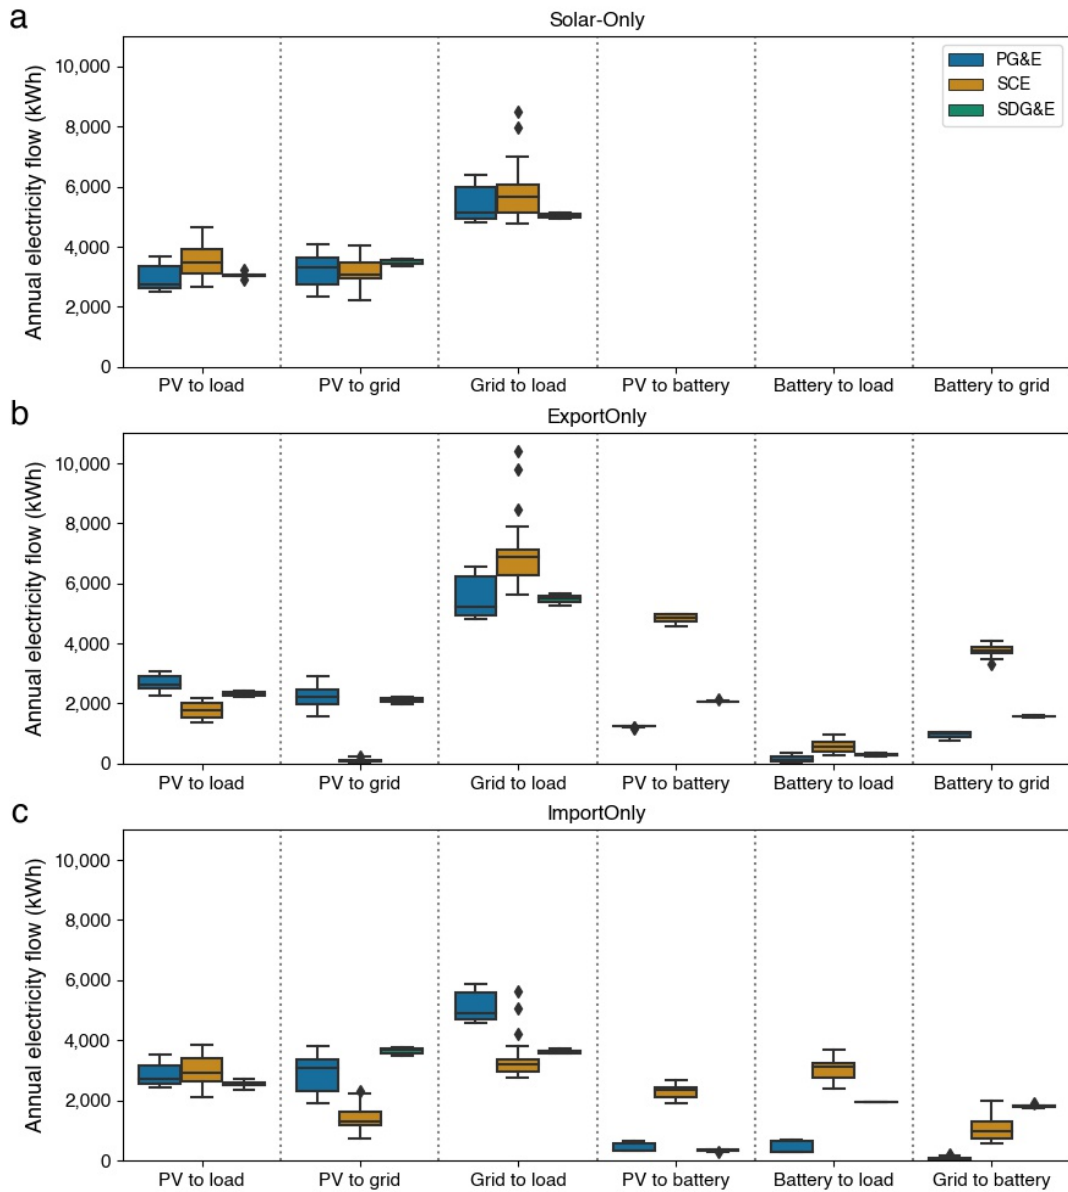 a
Solar-Only
Annual electricity flow (kWh)
10,000
8,000
6,000
4,000
2,000
0
PG&E
SCE
SDG&E
PV to load
PV to grid
Grid to load
PV to battery
Battery to load
Battery to grid
b
ExportOnly
Annual electricity flow (kWh)
10,000
8,000
6,000
4,000
2,000
0
PV to load
PV to grid
Grid to load
PV to battery
Battery to load
Battery to grid
c
ImportOnly
Annual electricity flow (kWh)
10,000
8,000
6,000
4,000
2,000
0
PV to load
PV to grid
Grid to load
PV to battery
Battery to load
Grid to battery